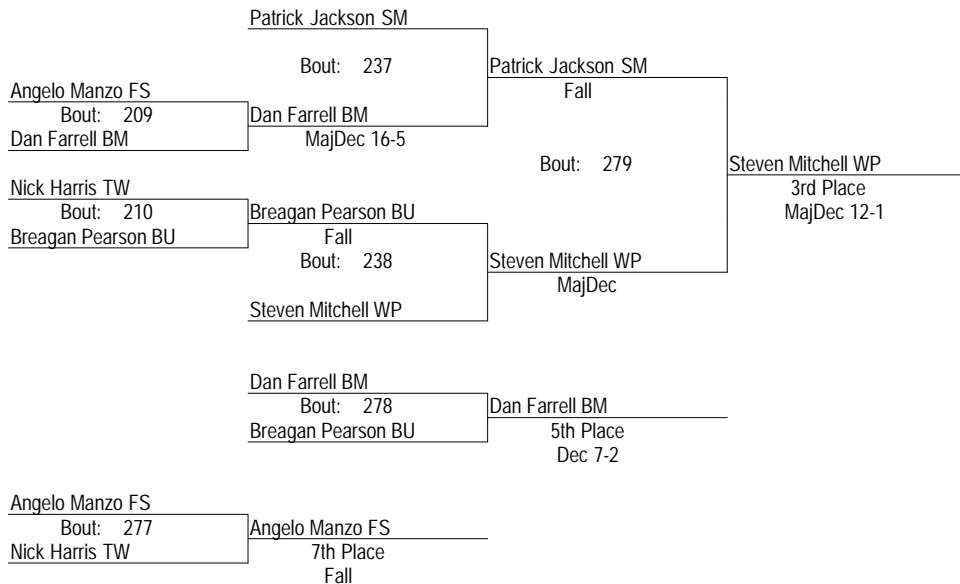 Patrick Jackson SM
Bout: 237
Patrick Jackson SM
Fall
Angelo Manzo FS
Bout: 209
Dan Farrell BM
Dan Farrell BM
MajDec 16-5
Bout: 279
Steven Mitchell WP
3rd Place
MajDec 12-1
Nick Harris TW
Bout: 210
Breagan Pearson BU
Breagan Pearson BU
Fall
Bout: 238
Steven Mitchell WP
MajDec
Steven Mitchell WP
Dan Farrell BM
Bout: 278
Breagan Pearson BU
Dan Farrell BM
5th Place
Dec 7-2
Angelo Manzo FS
Bout: 277
Nick Harris TW
Angelo Manzo FS
7th Place
Fall